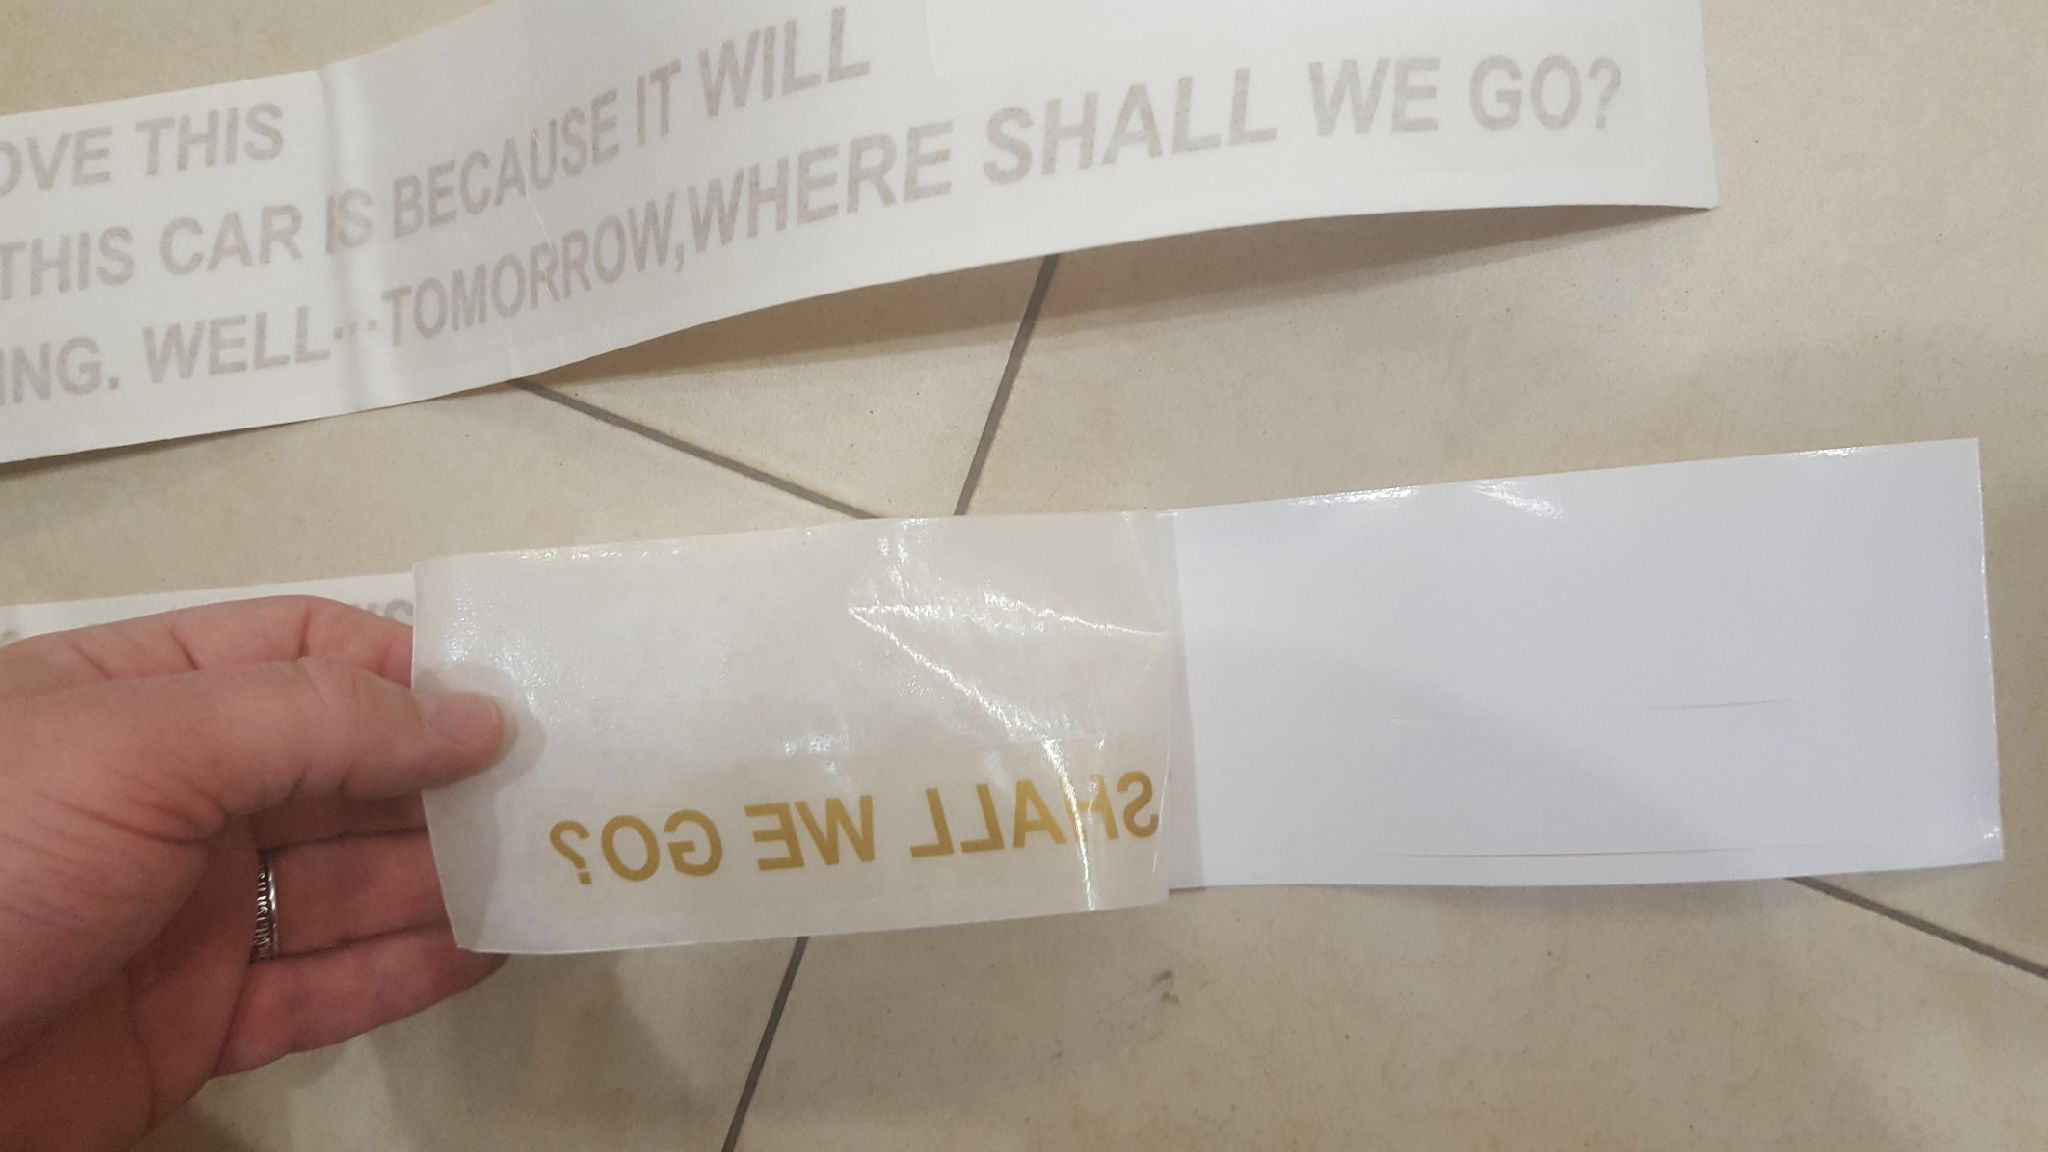 OVE THIS
THIS CAR IS BECAUSE IT WILL
ING. WELL···TOMORROW,WHERE SHALL WE GO?
SHALL WE GO?